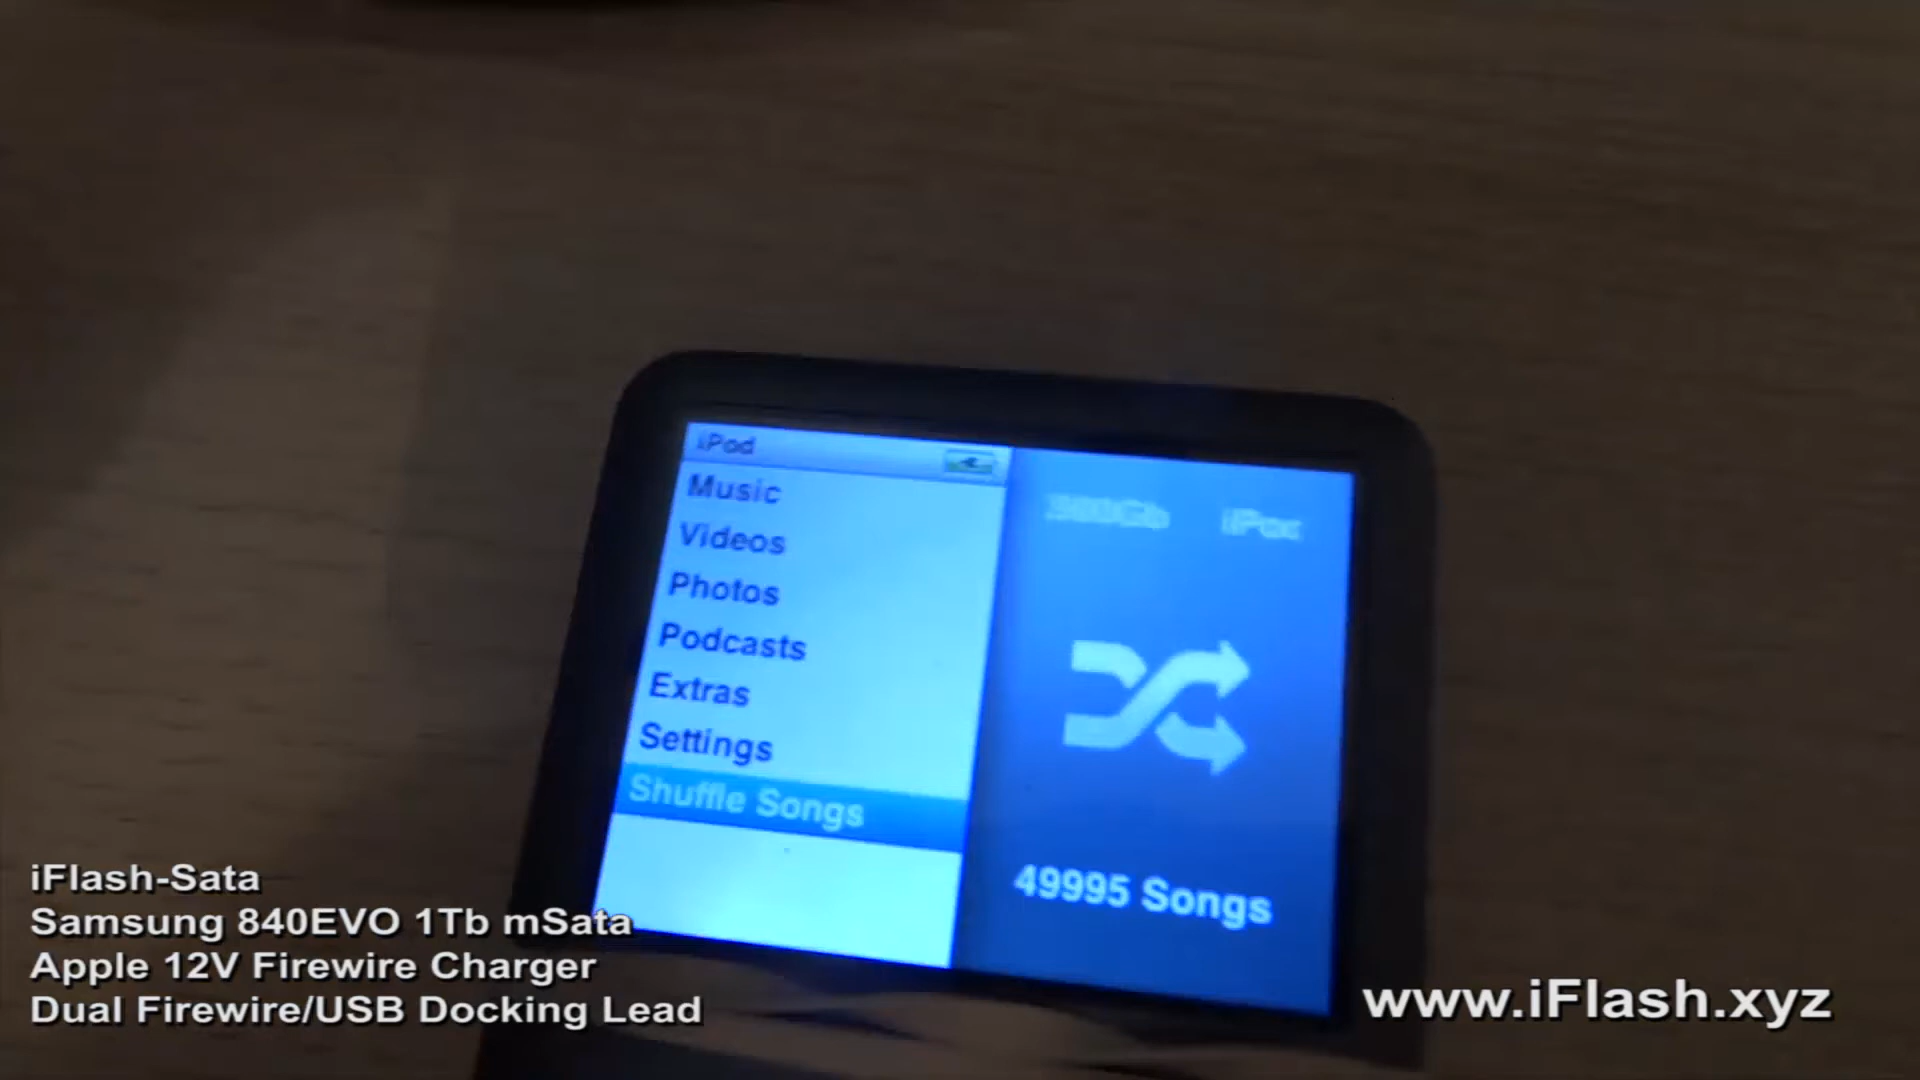 iPod
Music
Videos
Photos
Podcasts
Extras
Settings
Shuffle Songs
49995 Songs
iFlash-Sata
Samsung 840EVO 1Tb mSata
Apple 12V Firewire Charger
Dual Firewire/USB Docking Lead
www.iFlash.xyz